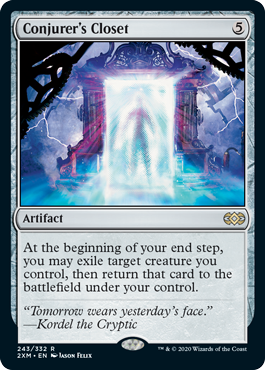 Conjurer's Closet 5
Artifact
At the beginning of your end step,
you may exile target creature you
control, then return that card to the
battlefield under your control.
“Tomorrow wears yesterday's face.”
—Kordel the Cryptic
243/332 R
2XM • EN Jason Felix
™ & © 2020 Wizards of the Coast